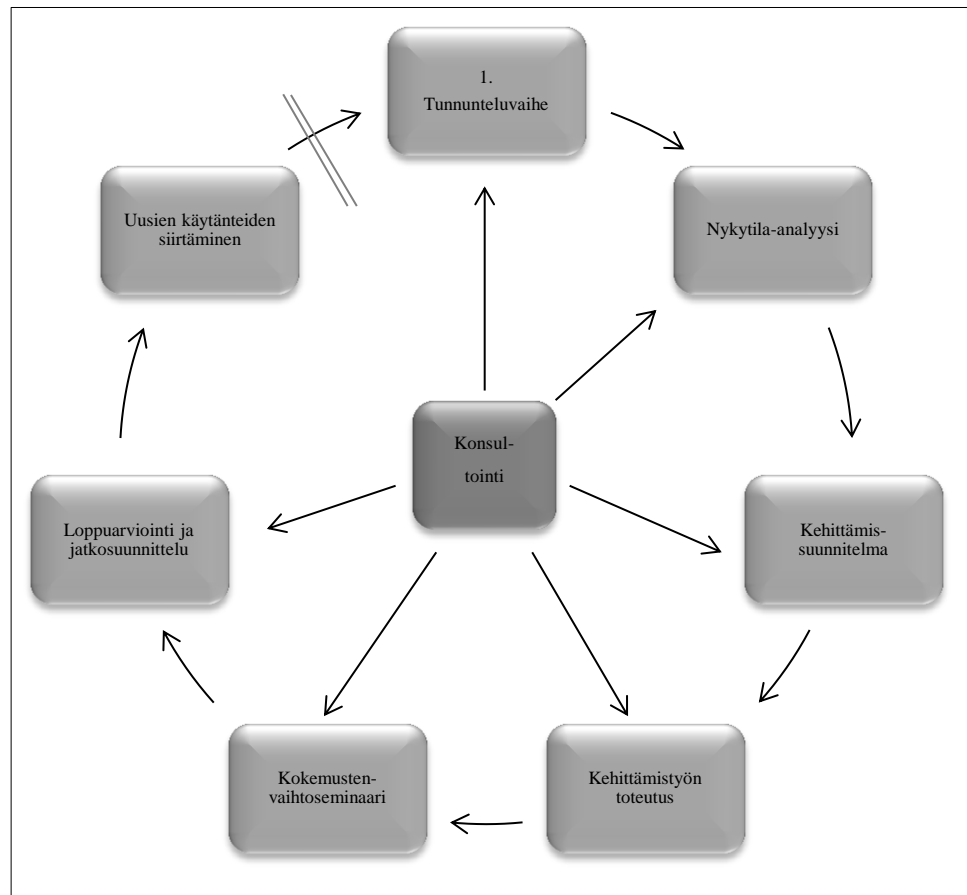 1.
Tunnunteluvaihe
Nykytila-analyysi
Kehittämis-
suunnitelma
Kehittämistyön
toteutus
Kokemusten-
vaihtoseminaari
Loppuarviointi ja
jatkosuunnittelu
Uusien käytänteiden
siirtäminen
Konsul-
tointi